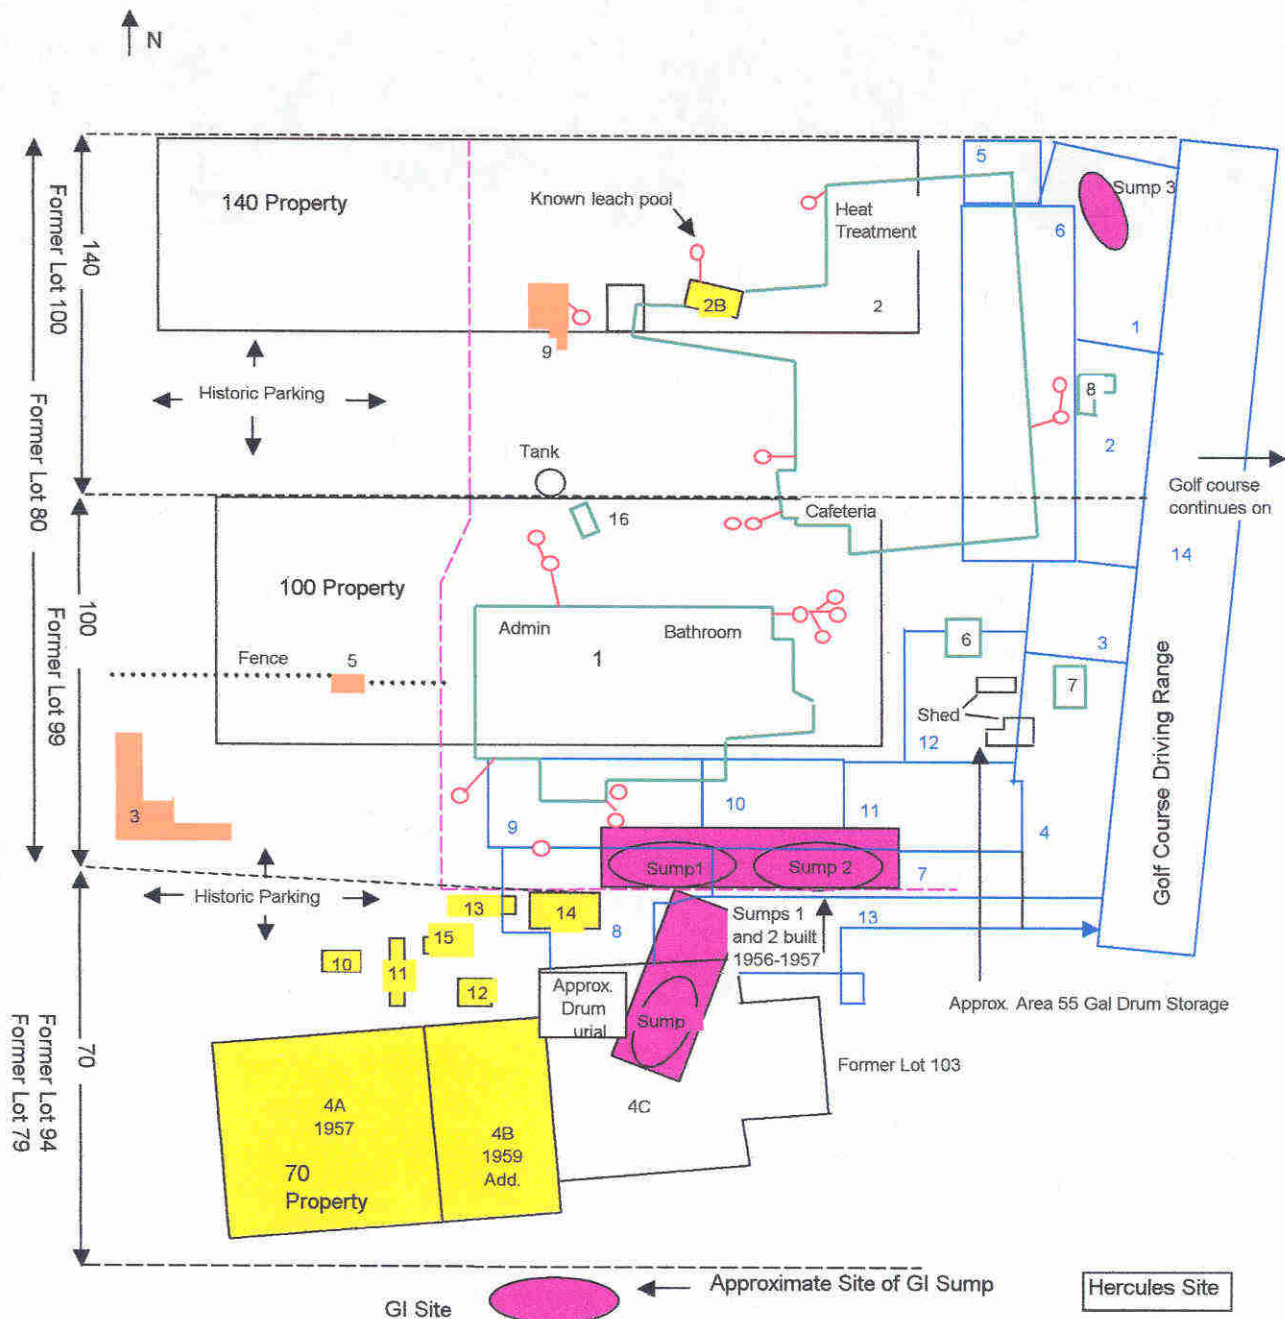 N
140 Property
Known leach pool
Heat
Treatment
5
Sump 3
6
2B
2
1
9
Former Lot 100
140
Historic Parking
8
2
Tank
Golf course
continues on
Former Lot 80
16
Cafeteria
14
100 Property
100
Former Lot 99
Admin
Bathroom
1
6
3
Fence
5
7
Shed
12
Golf Course Driving Range
3
9
10
11
4
Sump1
Sump 2
7
Historic Parking
13
14
8
Sumps 1
and 2 built
1956-1957
13
15
10
11
12
Approx.
Drum
urial
Sump
Approx. Area 55 Gal Drum Storage
70
Former Lot 94
Former Lot 79
Former Lot 103
4A
1957
4B
1959
Add.
4C
70
Property
GI Site
Approximate Site of GI Sump
Hercules Site